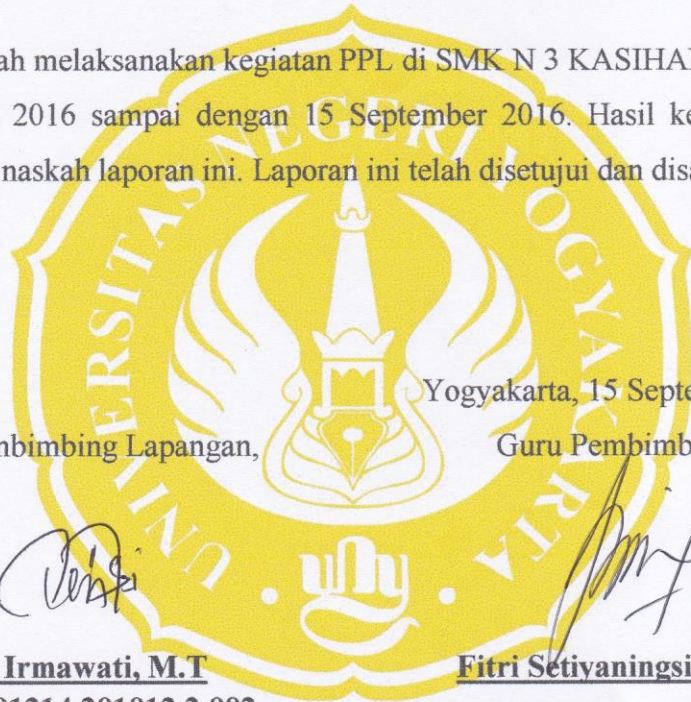 ah melaksanakan kegiatan PPL di SMK N 3 KASIHA
2016 sampai dengan 15 September 2016. Hasil ke
naskah laporan ini. Laporan ini telah disetujui dan disa
UNIVERSITAS NEGERI YOGYAKARTA
Yogyakarta, 15 Septe
mbimbing Lapangan,
Guru Pembimb
uny
Irmawati, M.T
Fitri Setiyaningsi